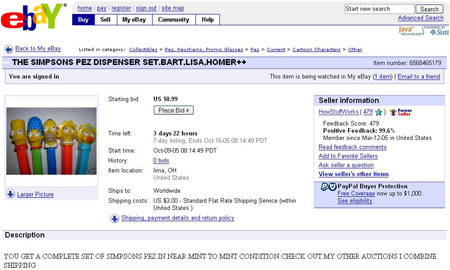 ebY
home | pay | register | sign out | site map
Start new search
Search
Buy Sell My eBay Community Help
Advanced Search
Java TECHNOLOGY
Back to My eBay
Listed in category: Collectibles > Pez, Keychains, Promo Glasses > Pez > Current > Cartoon Characters > Other
THE SIMPSONS PEZ DISPENSER SET.BART,LISA,HOMER++
Item number: 6568465179
You are signed in
This item is being watched in My eBay (1 item) | Email to a friend
Larger Picture
Starting bid: US $0.99
Place Bid >
Time left: 3 days 22 hours
7-day listing, Ends Oct-16-05 08:14:49 PDT
Start time: Oct-09-05 08:14:49 PDT
History: 0 bids
Item location: lima, OH
United States
Ships to: Worldwide
Shipping costs: US $3.00 - Standard Flat Rate Shipping Service (within United States )
Shipping, payment details and return policy
Seller information
HowStuffWorks ( 479 ) Power Seller
Feedback Score: 479
Positive Feedback: 99.6%
Member since Mar-12-05 in United States
Read feedback comments
Add to Favorite Sellers
Ask seller a question
View seller's other items
PayPal Buyer Protection
Free Coverage now up to $1,000.
See eligibility.
Description
YOU GET A COMPLETE SET OF SIMPSONS PEZ IN NEAR MINT TO MINT CONDITION.CHECK OUT MY OTHER AUCTIONS I COMBINE
SHIPPING